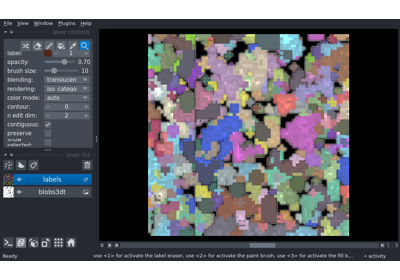 File View Window Plugins Help
layer controls
label: 1
opacity: 0.70
brush size: 10
blending: translucen
rendering: iso_catego
color mode: auto
contour: 0
n edit dim: 2
contiguous:
preserve
show
selected:
layer list
labels
blobs3dt
Ready
use <1> for activate the label eraser, use <2> for activate the paint brush, use <3> for activate the fill b...
activity